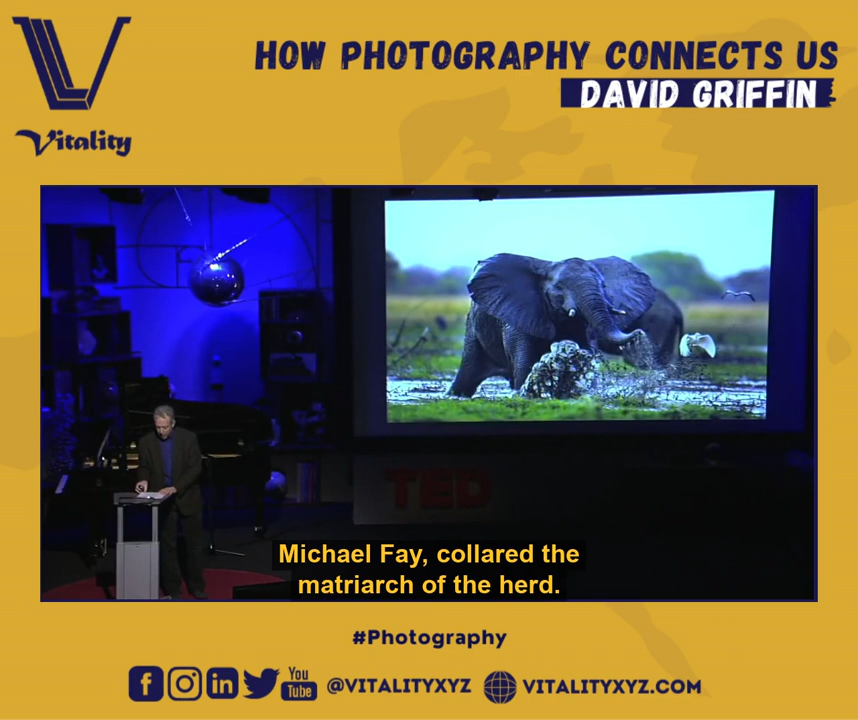 HOW PHOTOGRAPHY CONNECTS US
DAVID GRIFFIN
Vitality
TED
Michael Fay, collared the
matriarch of the herd.
#Photography
f in You Tube @VITALITYXYZ VITALITYXYZ.COM